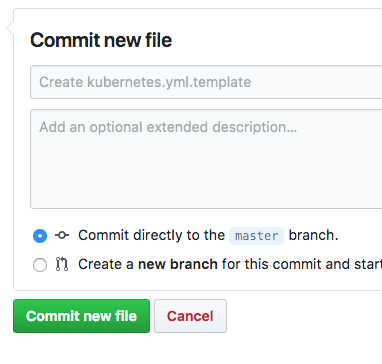 Commit new file
Create kubernetes.yml.template
Add an optional extended description...
Commit directly to the master branch.
Create a new branch for this commit and start
Commit new file
Cancel